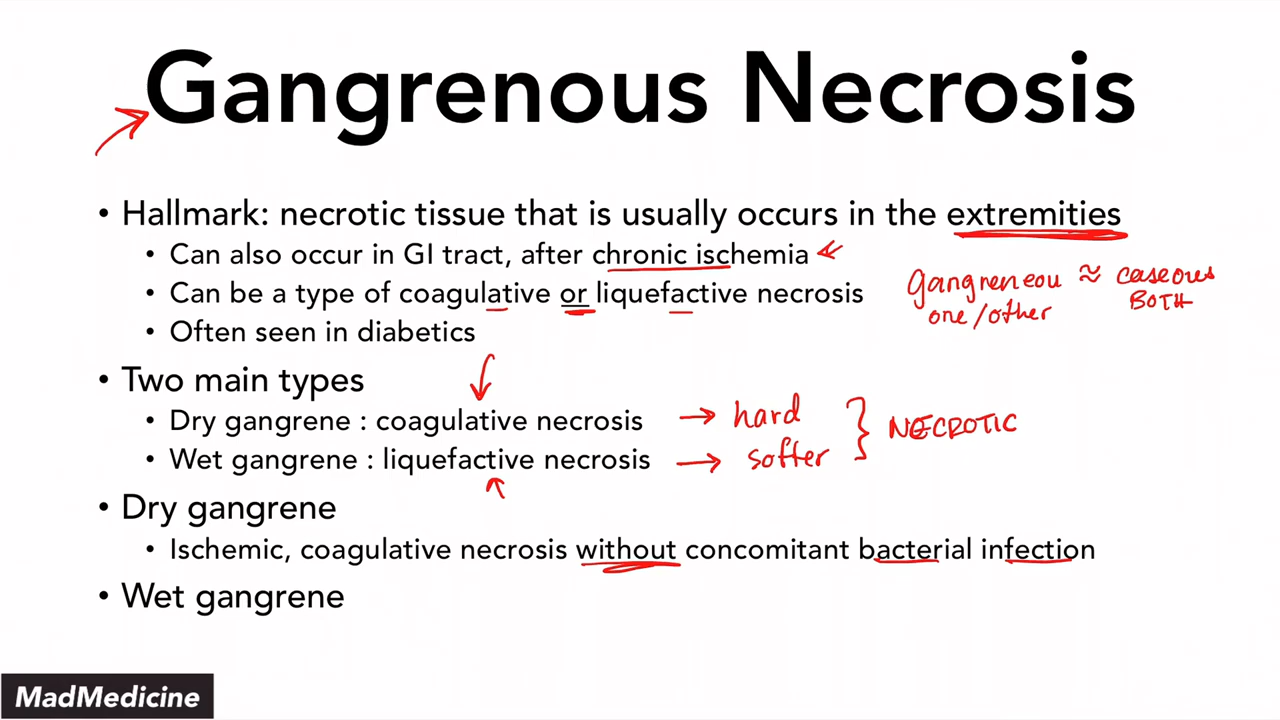 Gangrenous Necrosis
• Hallmark: necrotic tissue that is usually occurs in the extremities
• Can also occur in GI tract, after chronic ischemia
• Can be a type of coagulative or liquefactive necrosis
gangreneou ≈ caseous
one/other BOTH
• Often seen in diabetics
• Two main types
• Dry gangrene : coagulative necrosis → hard
• Wet gangrene : liquefactive necrosis → softer
} NECROTIC
• Dry gangrene
• Ischemic, coagulative necrosis without concomitant bacterial infection
• Wet gangrene
MadMedicine